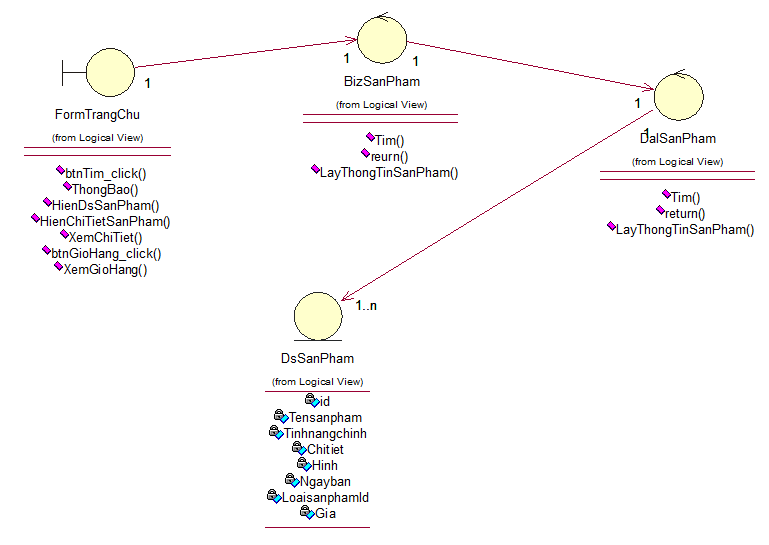 FormTrangChu
(from Logical View)
btnTim_click()
ThongBao()
HienDsSanPham()
HienChiTietSanPham()
XemChiTiet()
btnGioHang_click()
XemGioHang()
1
1
BizSanPham
(from Logical View)
Tim()
reurn()
LayThongTinSanPham()
1
1
1
DalSanPham
(from Logical View)
Tim()
return()
LayThongTinSanPham()
1..n
DsSanPham
(from Logical View)
id
Tensanpham
Tinhnangchinh
Chitiet
Hinh
Ngayban
LoaisanphamId
Gia